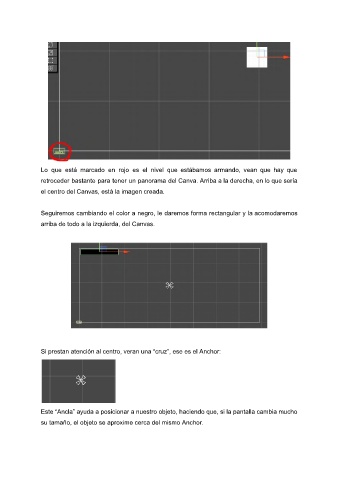 Lo que está marcado en rojo es el nivel que estábamos armando, vean que hay que
retroceder bastante para tener un panorama del Canva. Arriba a la derecha, en lo que sería
el centro del Canvas, está la imagen creada.
Seguiremos cambiando el color a negro, le daremos forma rectangular y la acomodaremos
arriba de todo a la izquierda, del Canvas.
Si prestan atención al centro, veran una "cruz", ese es el Anchor:
Este "Ancla" ayuda a posicionar a nuestro objeto, haciendo que, si la pantalla cambia mucho
su tamaño, el objeto se aproxime cerca del mismo Anchor.